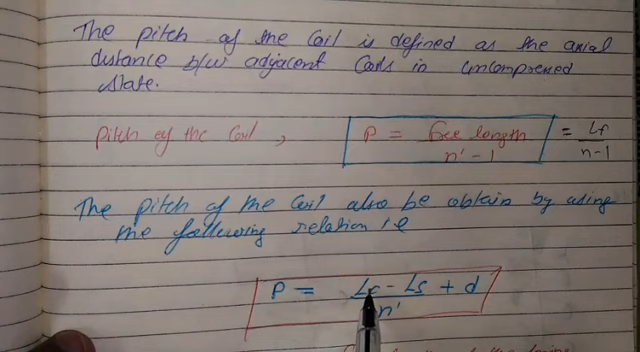 The pitch of the coil is defined as the axial
distance b/w adjacent coils in uncompressed
state.
Pitch of the coil, P = Free length / n' - 1 = Lf / n-1
The pitch of the coil also be obtain by using
the following relation i.e
P = Lf - Ls / n' + d